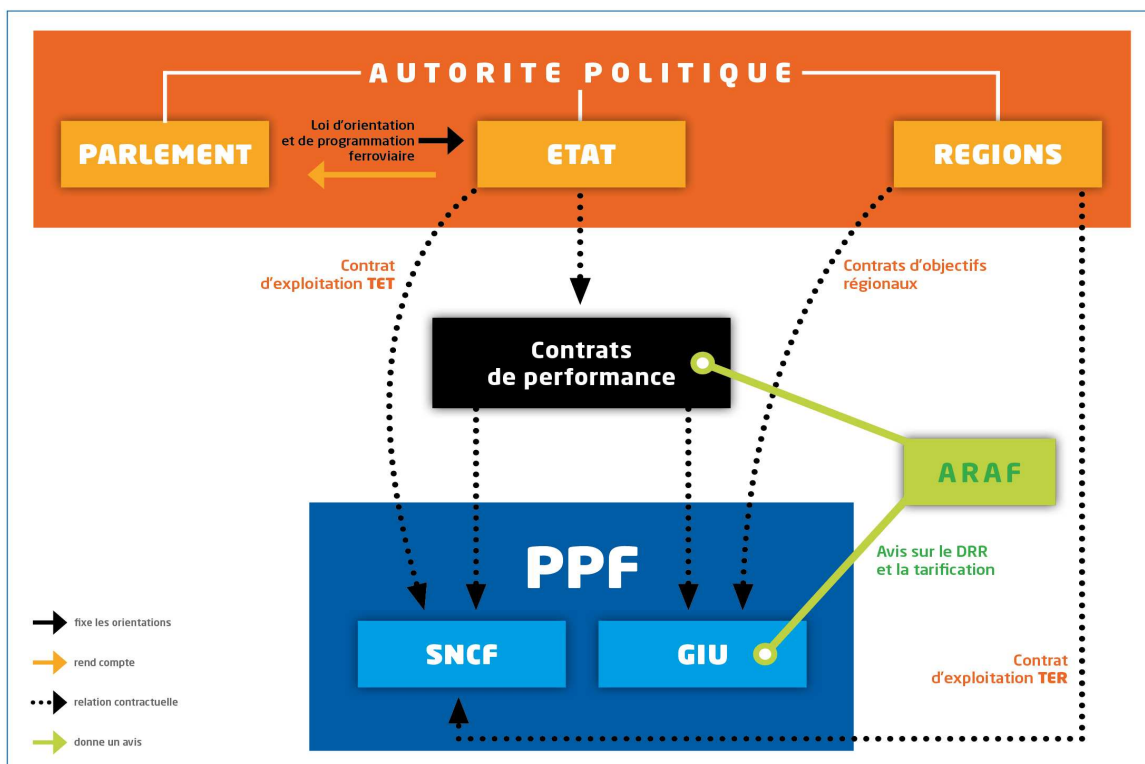 AUTORITE POLITIQUE
PARLEMENT
Loi d'orientation
et de programmation
ferroviaire
ETAT
REGIONS
Contrat
d'exploitation TET
Contrats d'objectifs
régionaux
Contrats
de performance
ARAF
PPF
Avis sur le DRR
et la tarification
SNCF
GIU
Contrat
d'exploitation TER
fixe les orientations
rend compte
relation contractuelle
donne un avis